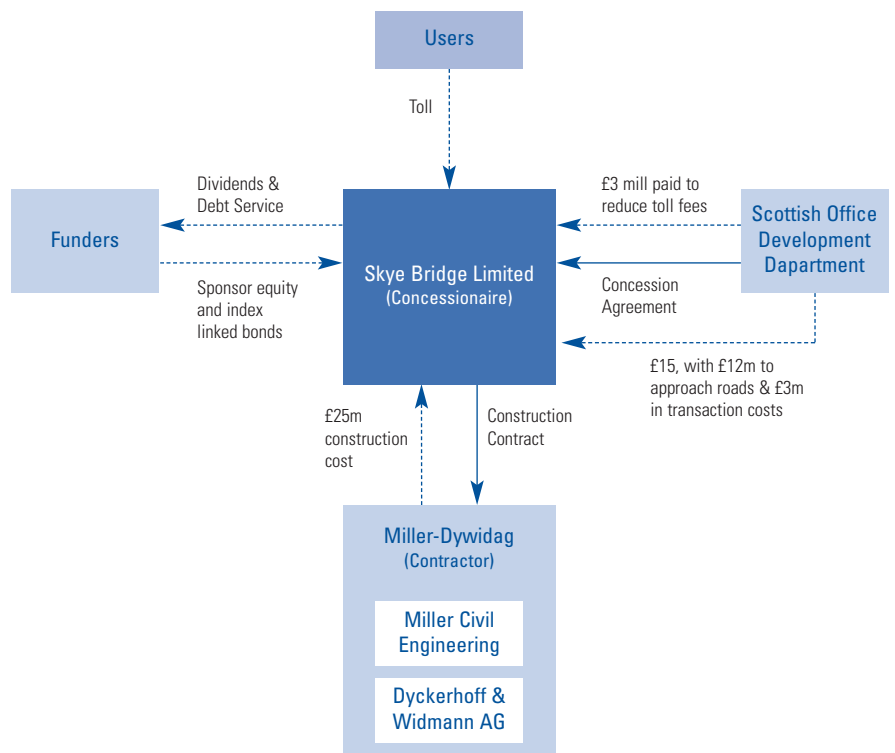 Users
Toll
Dividends &
Debt Service
£3 mill paid to
reduce toll fees
Funders
Skye Bridge Limited
(Concessionaire)
Scottish Office
Development
Dapartment
Sponsor equity
and index
linked bonds
Concession
Agreement
£15, with £12m to
approach roads & £3m
in transaction costs
£25m
construction
cost
Construction
Contract
Miller-Dywidag
(Contractor)
Miller Civil
Engineering
Dyckerhoff &
Widmann AG